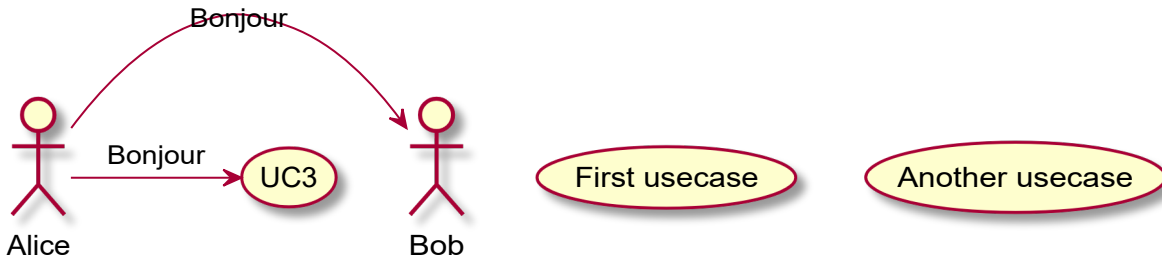 Bonjour
Bonjour
UC3
First usecase
Another usecase
Alice
Bob